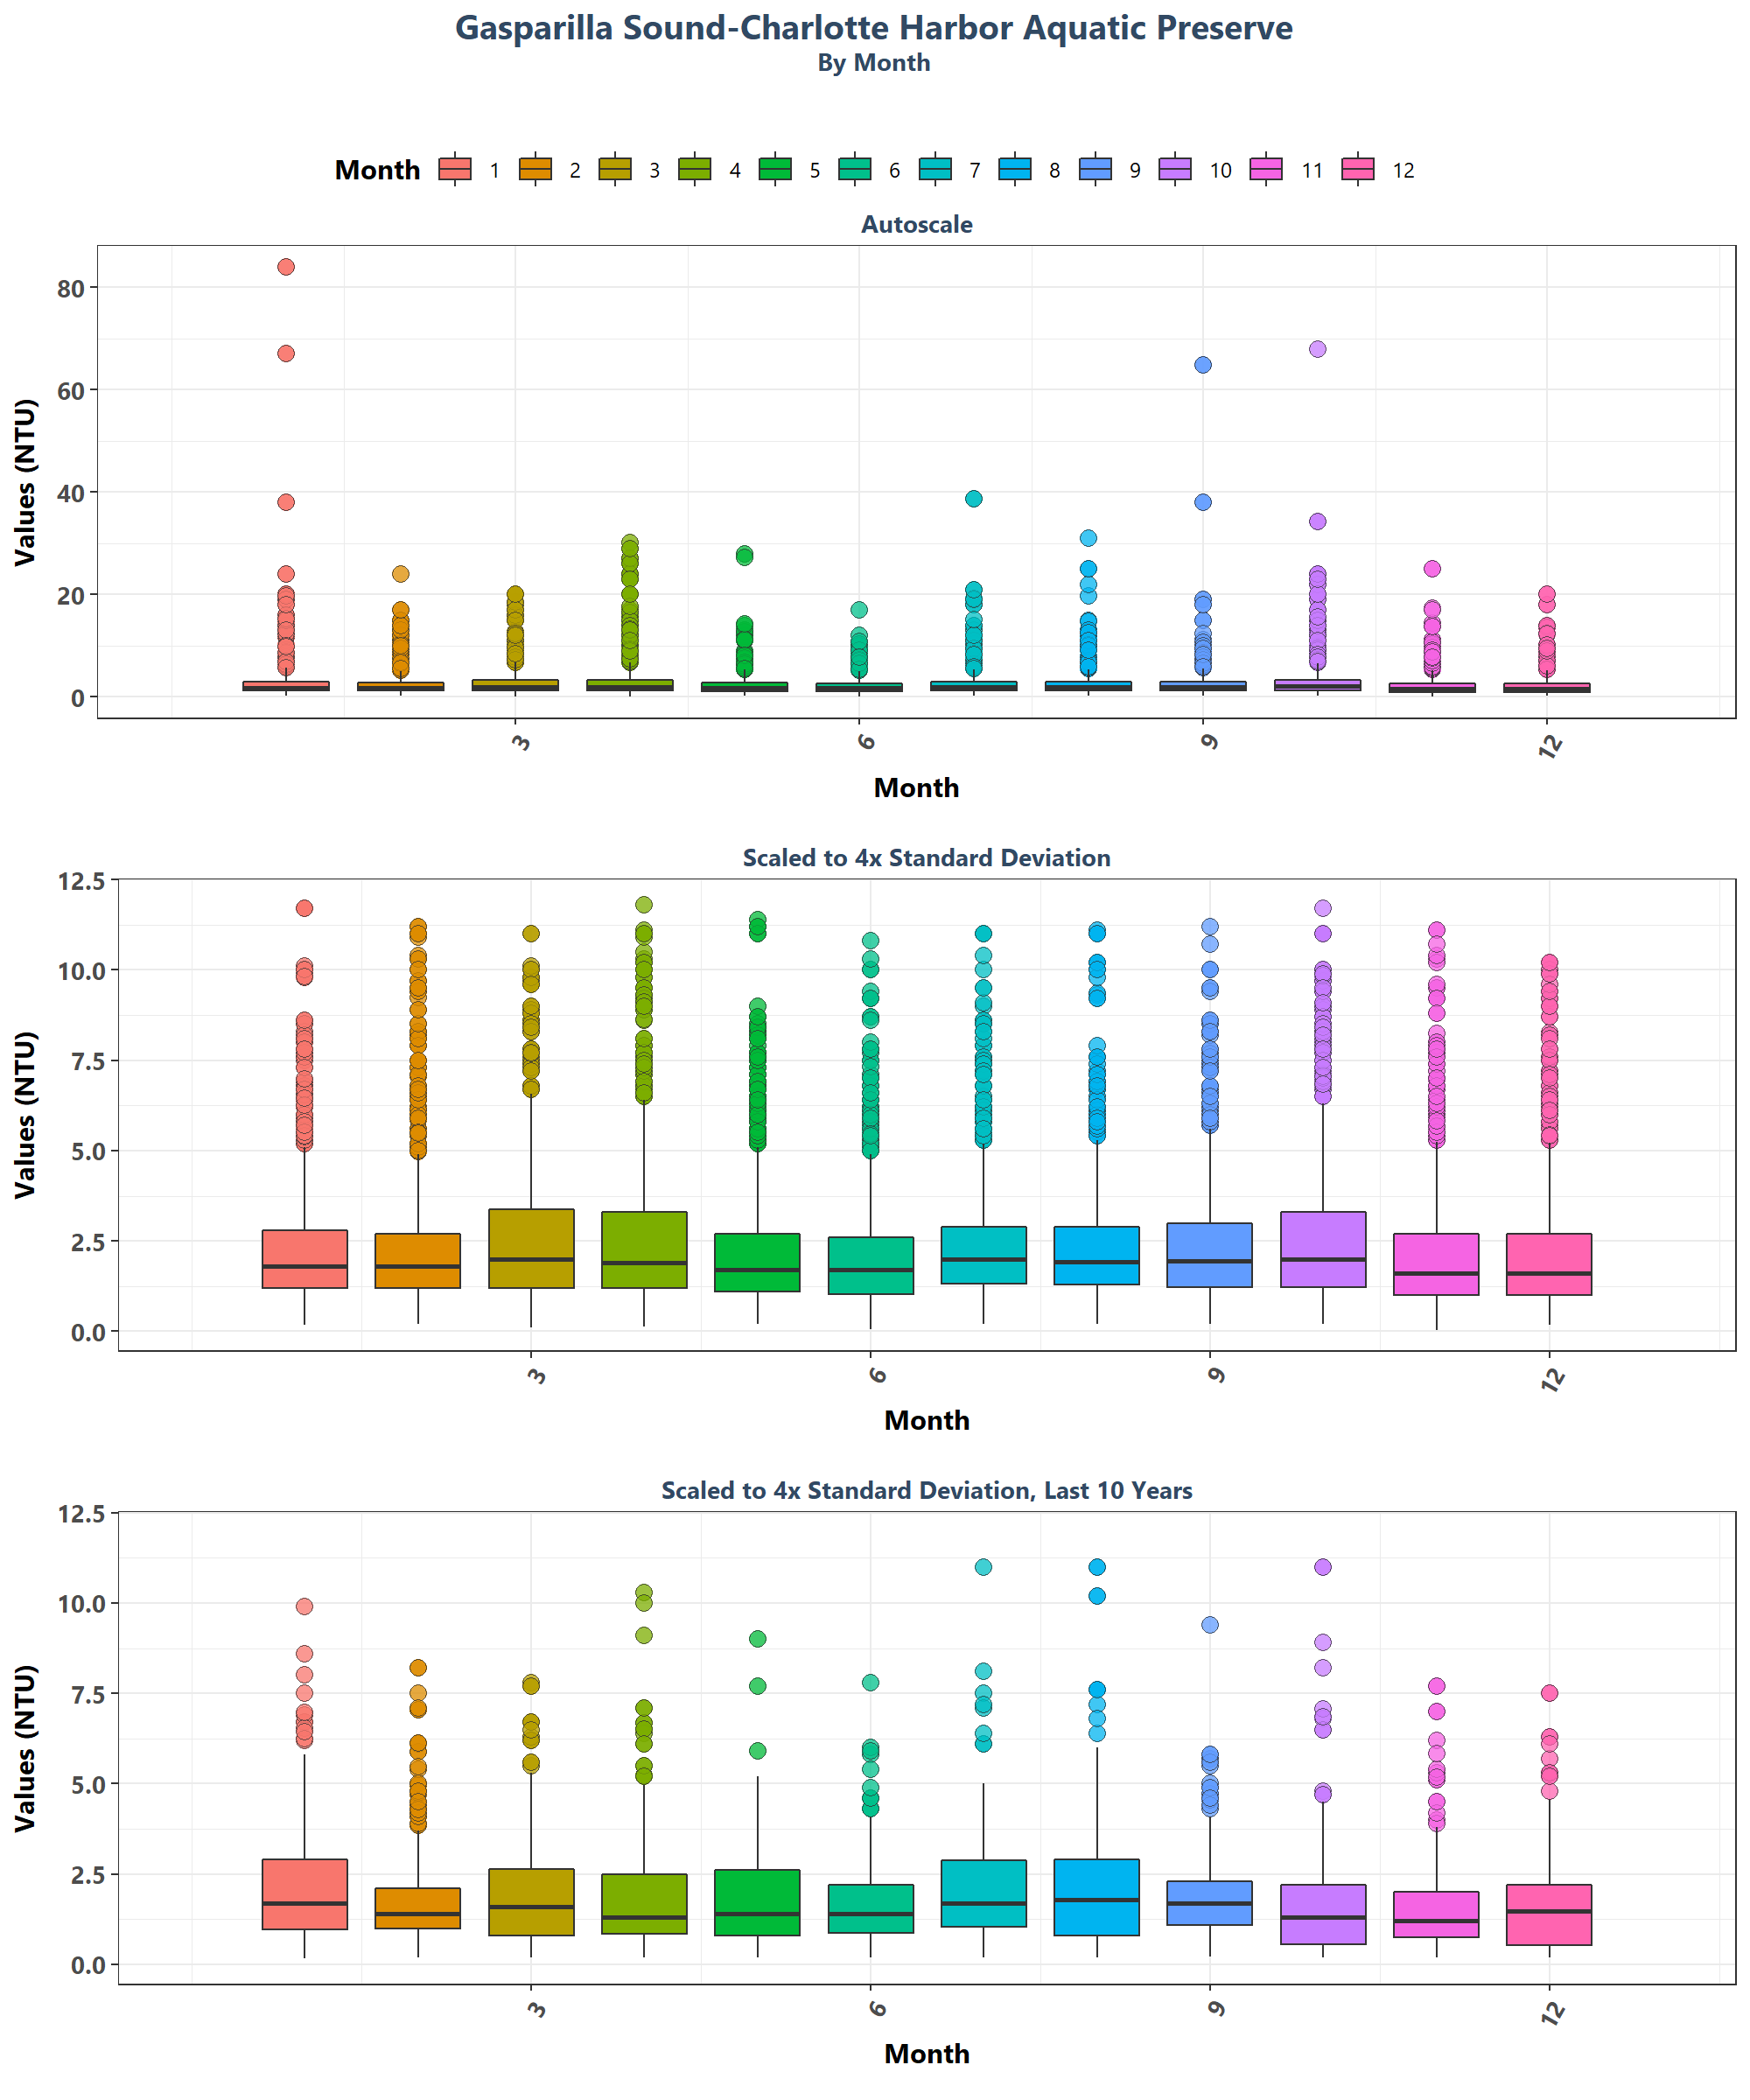 Gasparilla Sound-Charlotte Harbor Aquatic Preserve
By Month
Month 1 2 3 4 5 6 7 8 9 10 11 12
Autoscale
Values (NTU)
80
60
40
20
0
3 6 9 12
Month
Scaled to 4x Standard Deviation
Values (NTU)
12.5
10.0
7.5
5.0
2.5
0.0
3 6 9 12
Month
Scaled to 4x Standard Deviation, Last 10 Years
Values (NTU)
12.5
10.0
7.5
5.0
2.5
0.0
3 6 9 12
Month